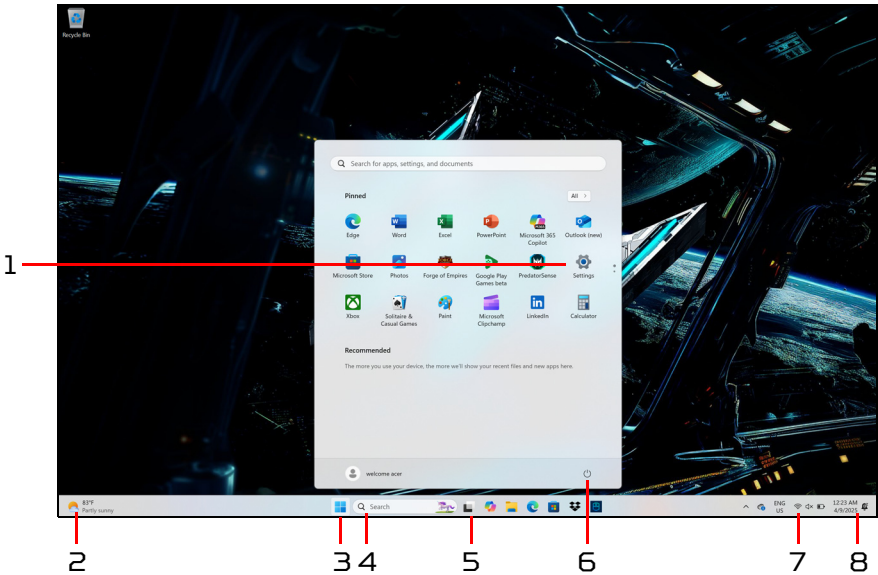 Recycle Bin
Search for apps, settings, and documents
Pinned
All >
Edge
Word
Excel
PowerPoint
Microsoft 365 Copilot
Outlook (new)
1
Microsoft Store
Photos
Forge of Empires
Google Play Games beta
PredatorSense
Settings
Xbox
Solitaire & Casual Games
Paint
Microsoft Clipchamp
LinkedIn
Calculator
Recommended
The more you use your device, the more we'll show your recent files and new apps here.
welcome acer
83°F
Partly sunny
Search
ENG
US
12:23 AM
4/9/2025
2
3
4
5
6
7
8